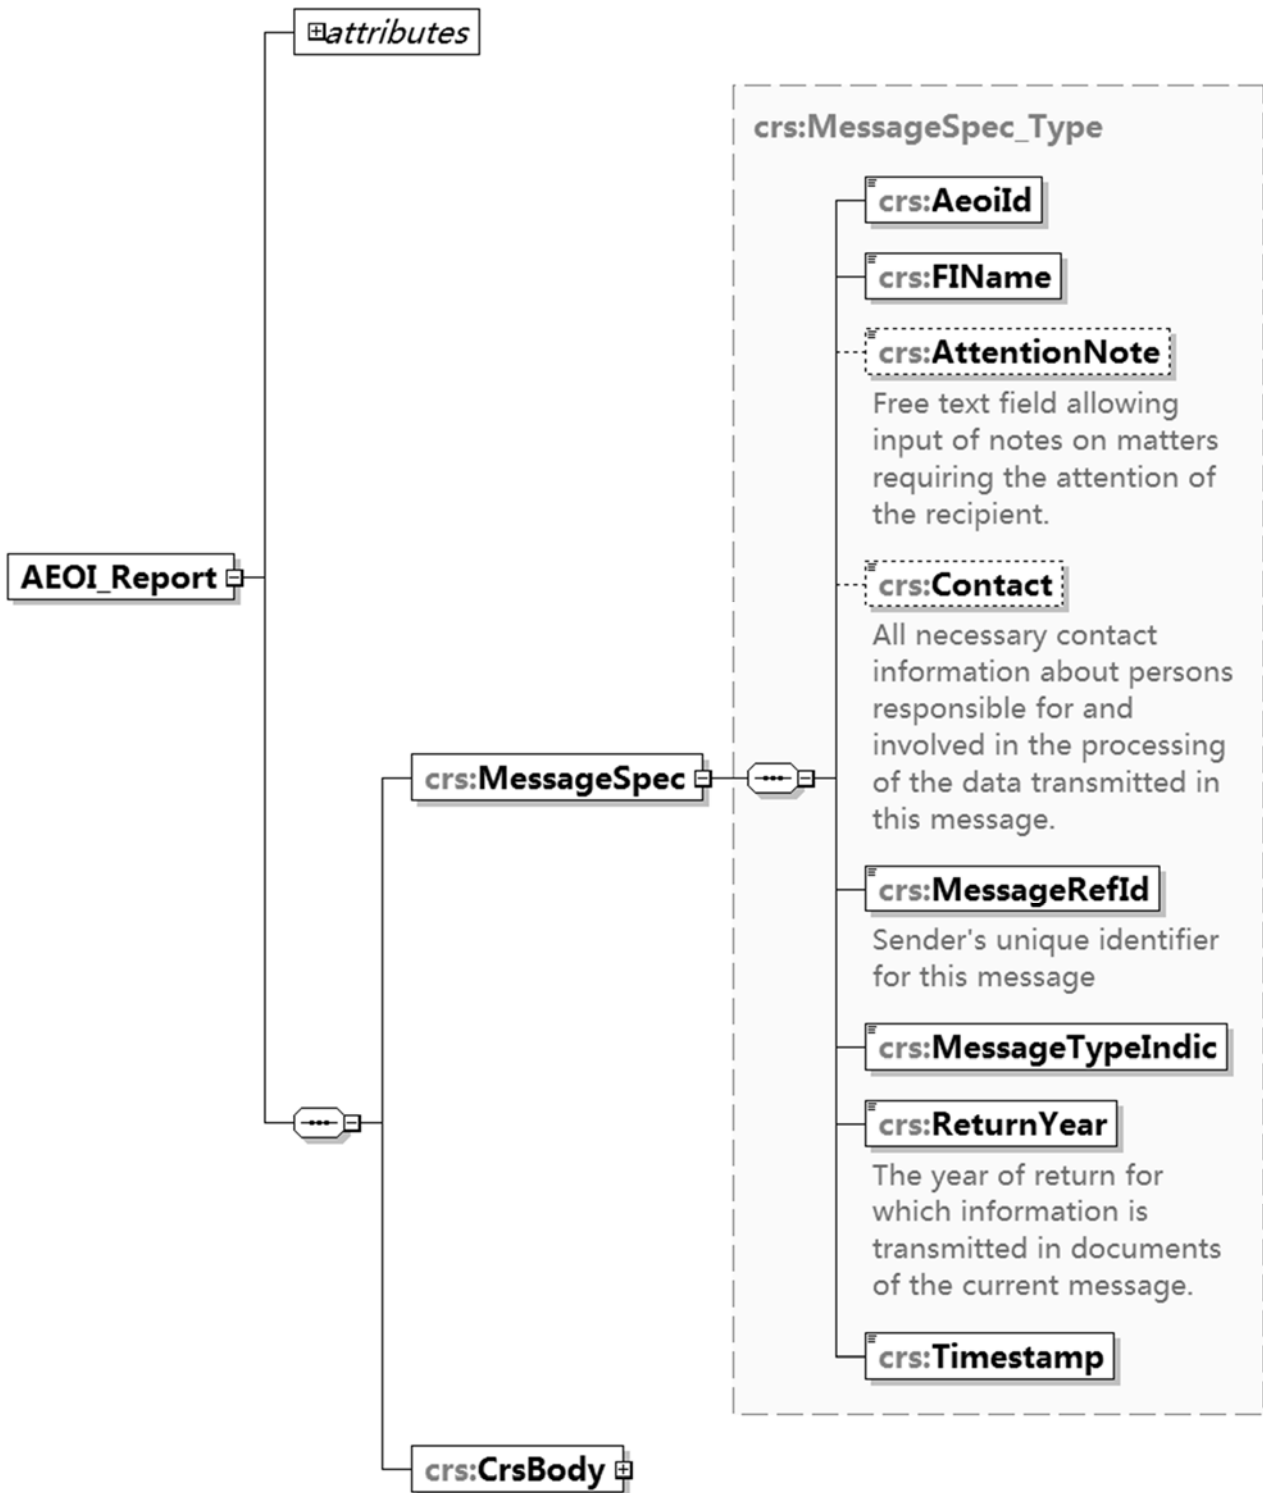 attributes
crs:MessageSpec_Type
crs:AeoiId
crs:FIName
crs:AttentionNote
Free text field allowing
input of notes on matters
requiring the attention of
the recipient.
AEOI_Report
crs:Contact
All necessary contact
information about persons
responsible for and
involved in the processing
of the data transmitted in
this message.
crs:MessageSpec
crs:MessageRefId
Sender's unique identifier
for this message
crs:MessageTypeIndic
crs:ReturnYear
The year of return for
which information is
transmitted in documents
of the current message.
crs:Timestamp
crs:CrsBody